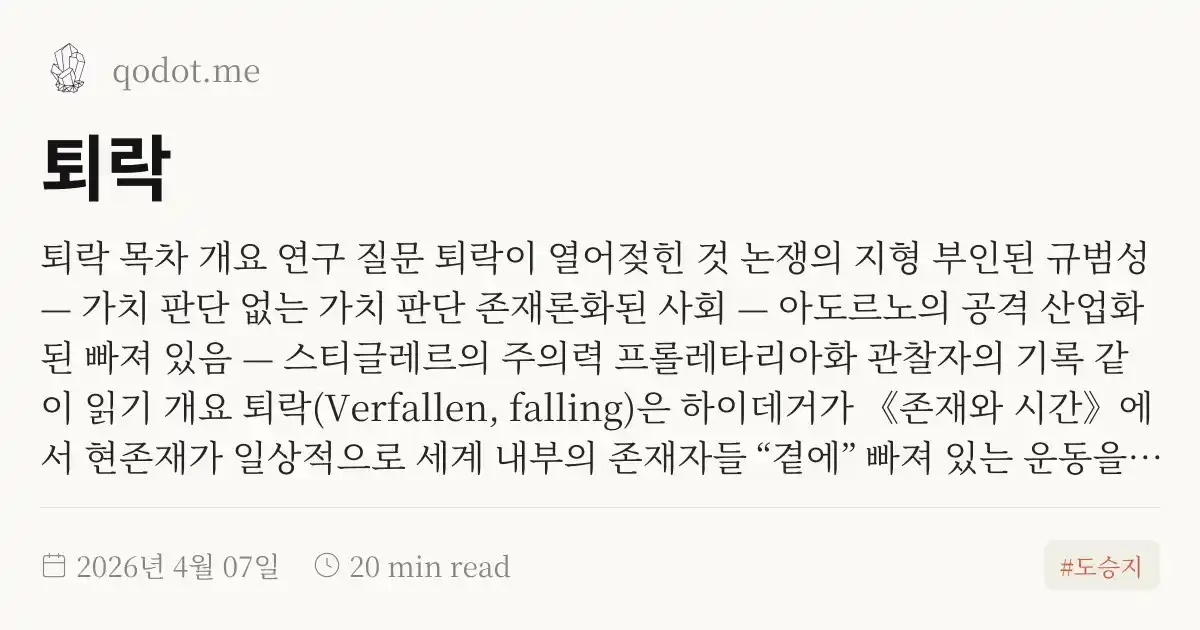 qodot.me
퇴락
퇴락 목차 개요 연구 질문 퇴락이 열어젖힌 것 논쟁의 지형 부인된 규범성
— 가치 판단 없는 가치 판단 존재론화된 사회 — 아도르노의 공격 산업화
된 빠져 있음 — 스티글레르의 주의력 프롤레타리아화 관찰자의 기록 같
이 읽기 개요 퇴락(Verfallen, falling)은 하이데거가 《존재와 시간》에
서 현존재가 일상적으로 세계 내부의 존재자들 “곁에” 빠져 있는 운동을…
2026년 4월 07일 20 min read
#도승지